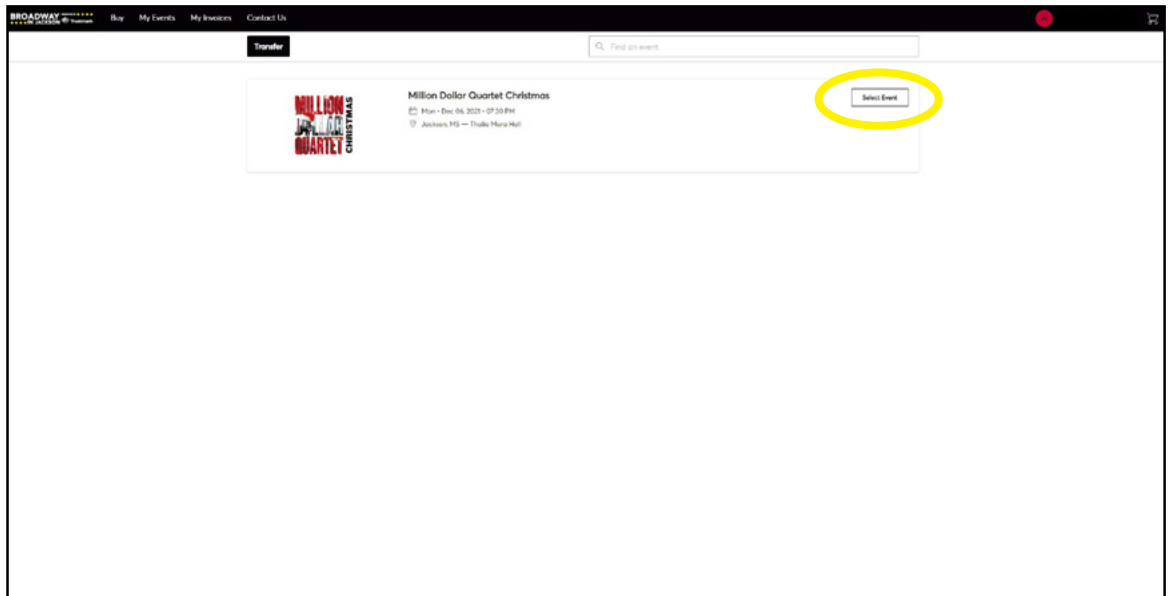 BROADWAY Buy My Events My Invoices Contact Us
IN JACKSON Trustmark
Transfer Find an event
MILLION DOLLAR QUARTET CHRISTMAS
Million Dollar Quartet Christmas Select Event
Mon • Dec 06, 2021 • 07:30 PM
Jackson, MS — Thalia Mara Hall